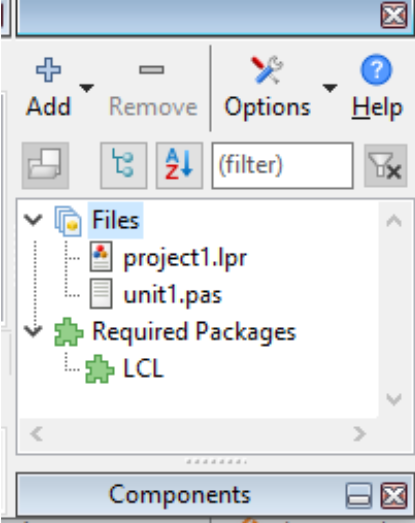 Add Remove Options Help
(filter)
Files
project1.lpr
unit1.pas
Required Packages
LCL
Components